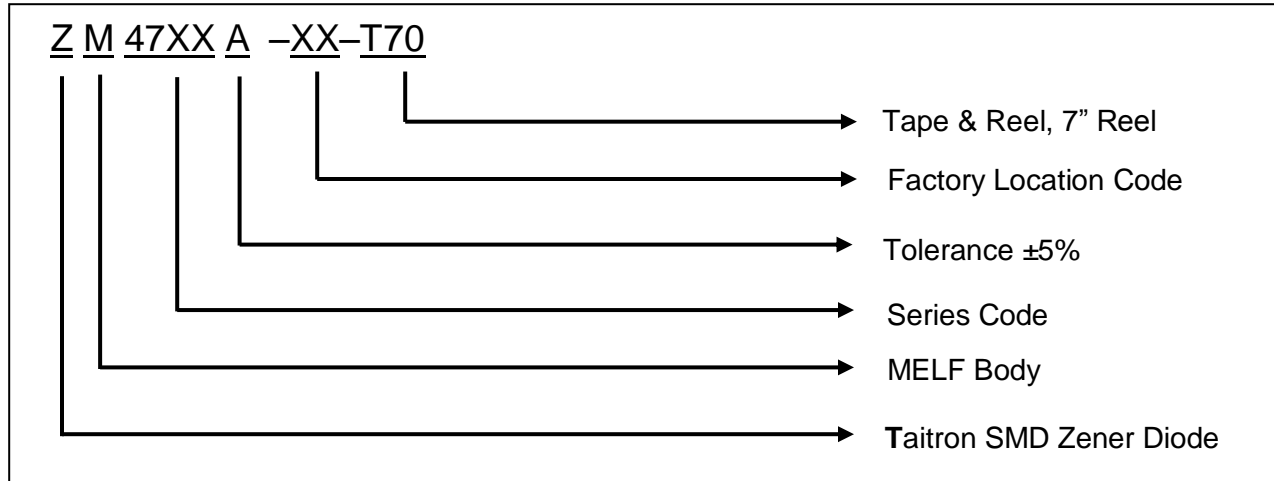 Z M 47XX A –XX–T70
Tape & Reel, 7” Reel
Factory Location Code
Tolerance ±5%
Series Code
MELF Body
Taitron SMD Zener Diode